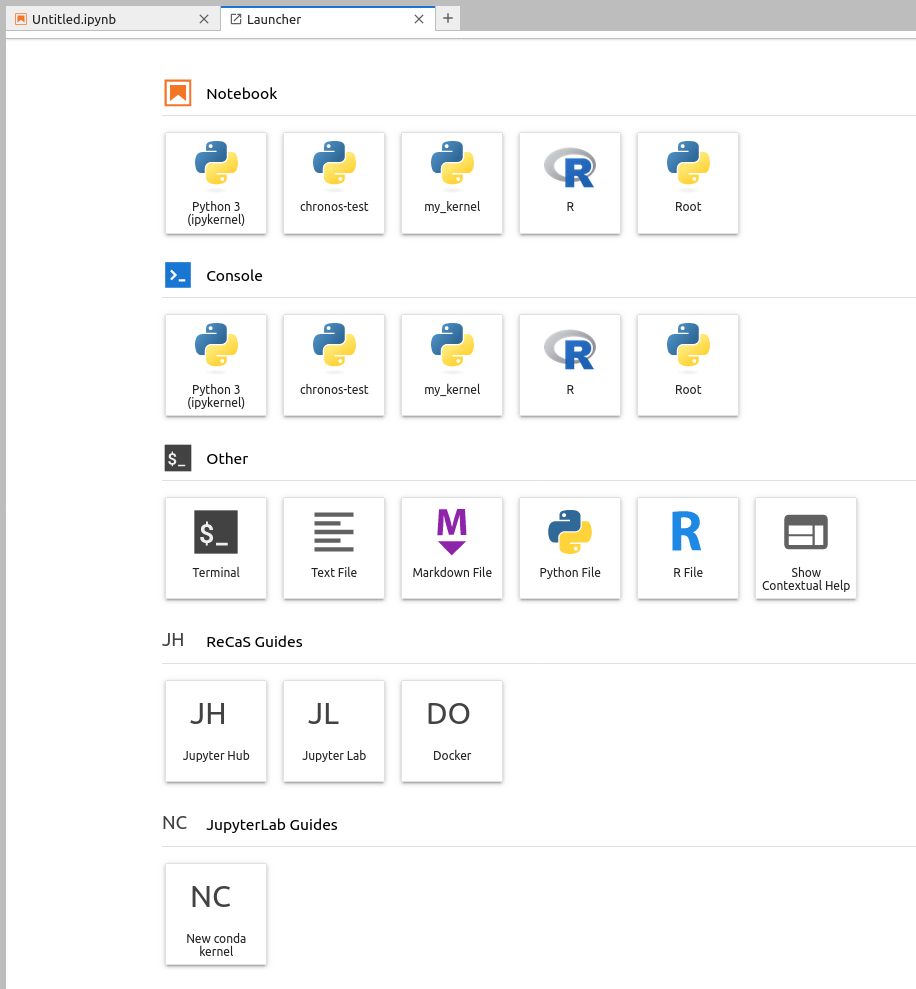 Untitled.ipynb
Launcher
Notebook
Python 3
(ipykernel)
chronos-test
my_kernel
R
R
Root
Console
Python 3
(ipykernel)
chronos-test
my_kernel
R
R
Root
$_ Other
$_
Terminal
Text File
M
Markdown File
Python File
R
R File
Show
Contextual Help
JH ReCaS Guides
JH
Jupyter Hub
JL
Jupyter Lab
DO
Docker
NC JupyterLab Guides
NC
New conda
kernel